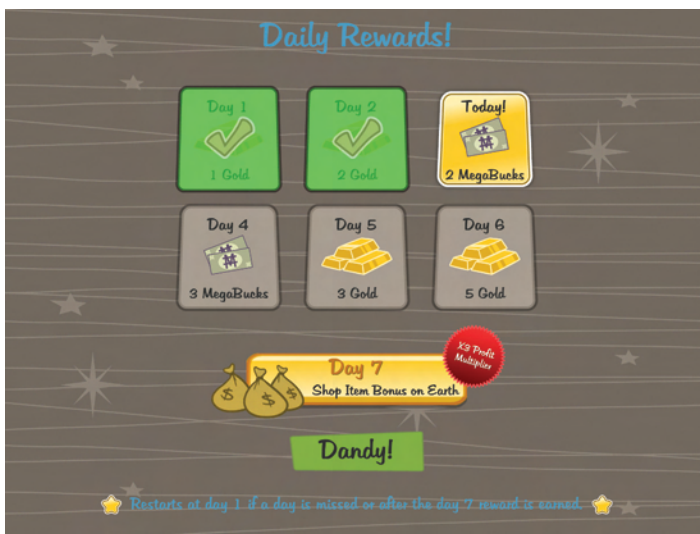 Daily Rewards!
Day 1
1 Gold
Day 2
2 Gold
Today!
2 MegaBucks
Day 4
3 MegaBucks
Day 5
3 Gold
Day 6
5 Gold
X3 Profit
Multiplier
Day 7
Shop Item Bonus on Earth
Dandy!
Restarts at day 1 if a day is missed or after the day 7 reward is earned.